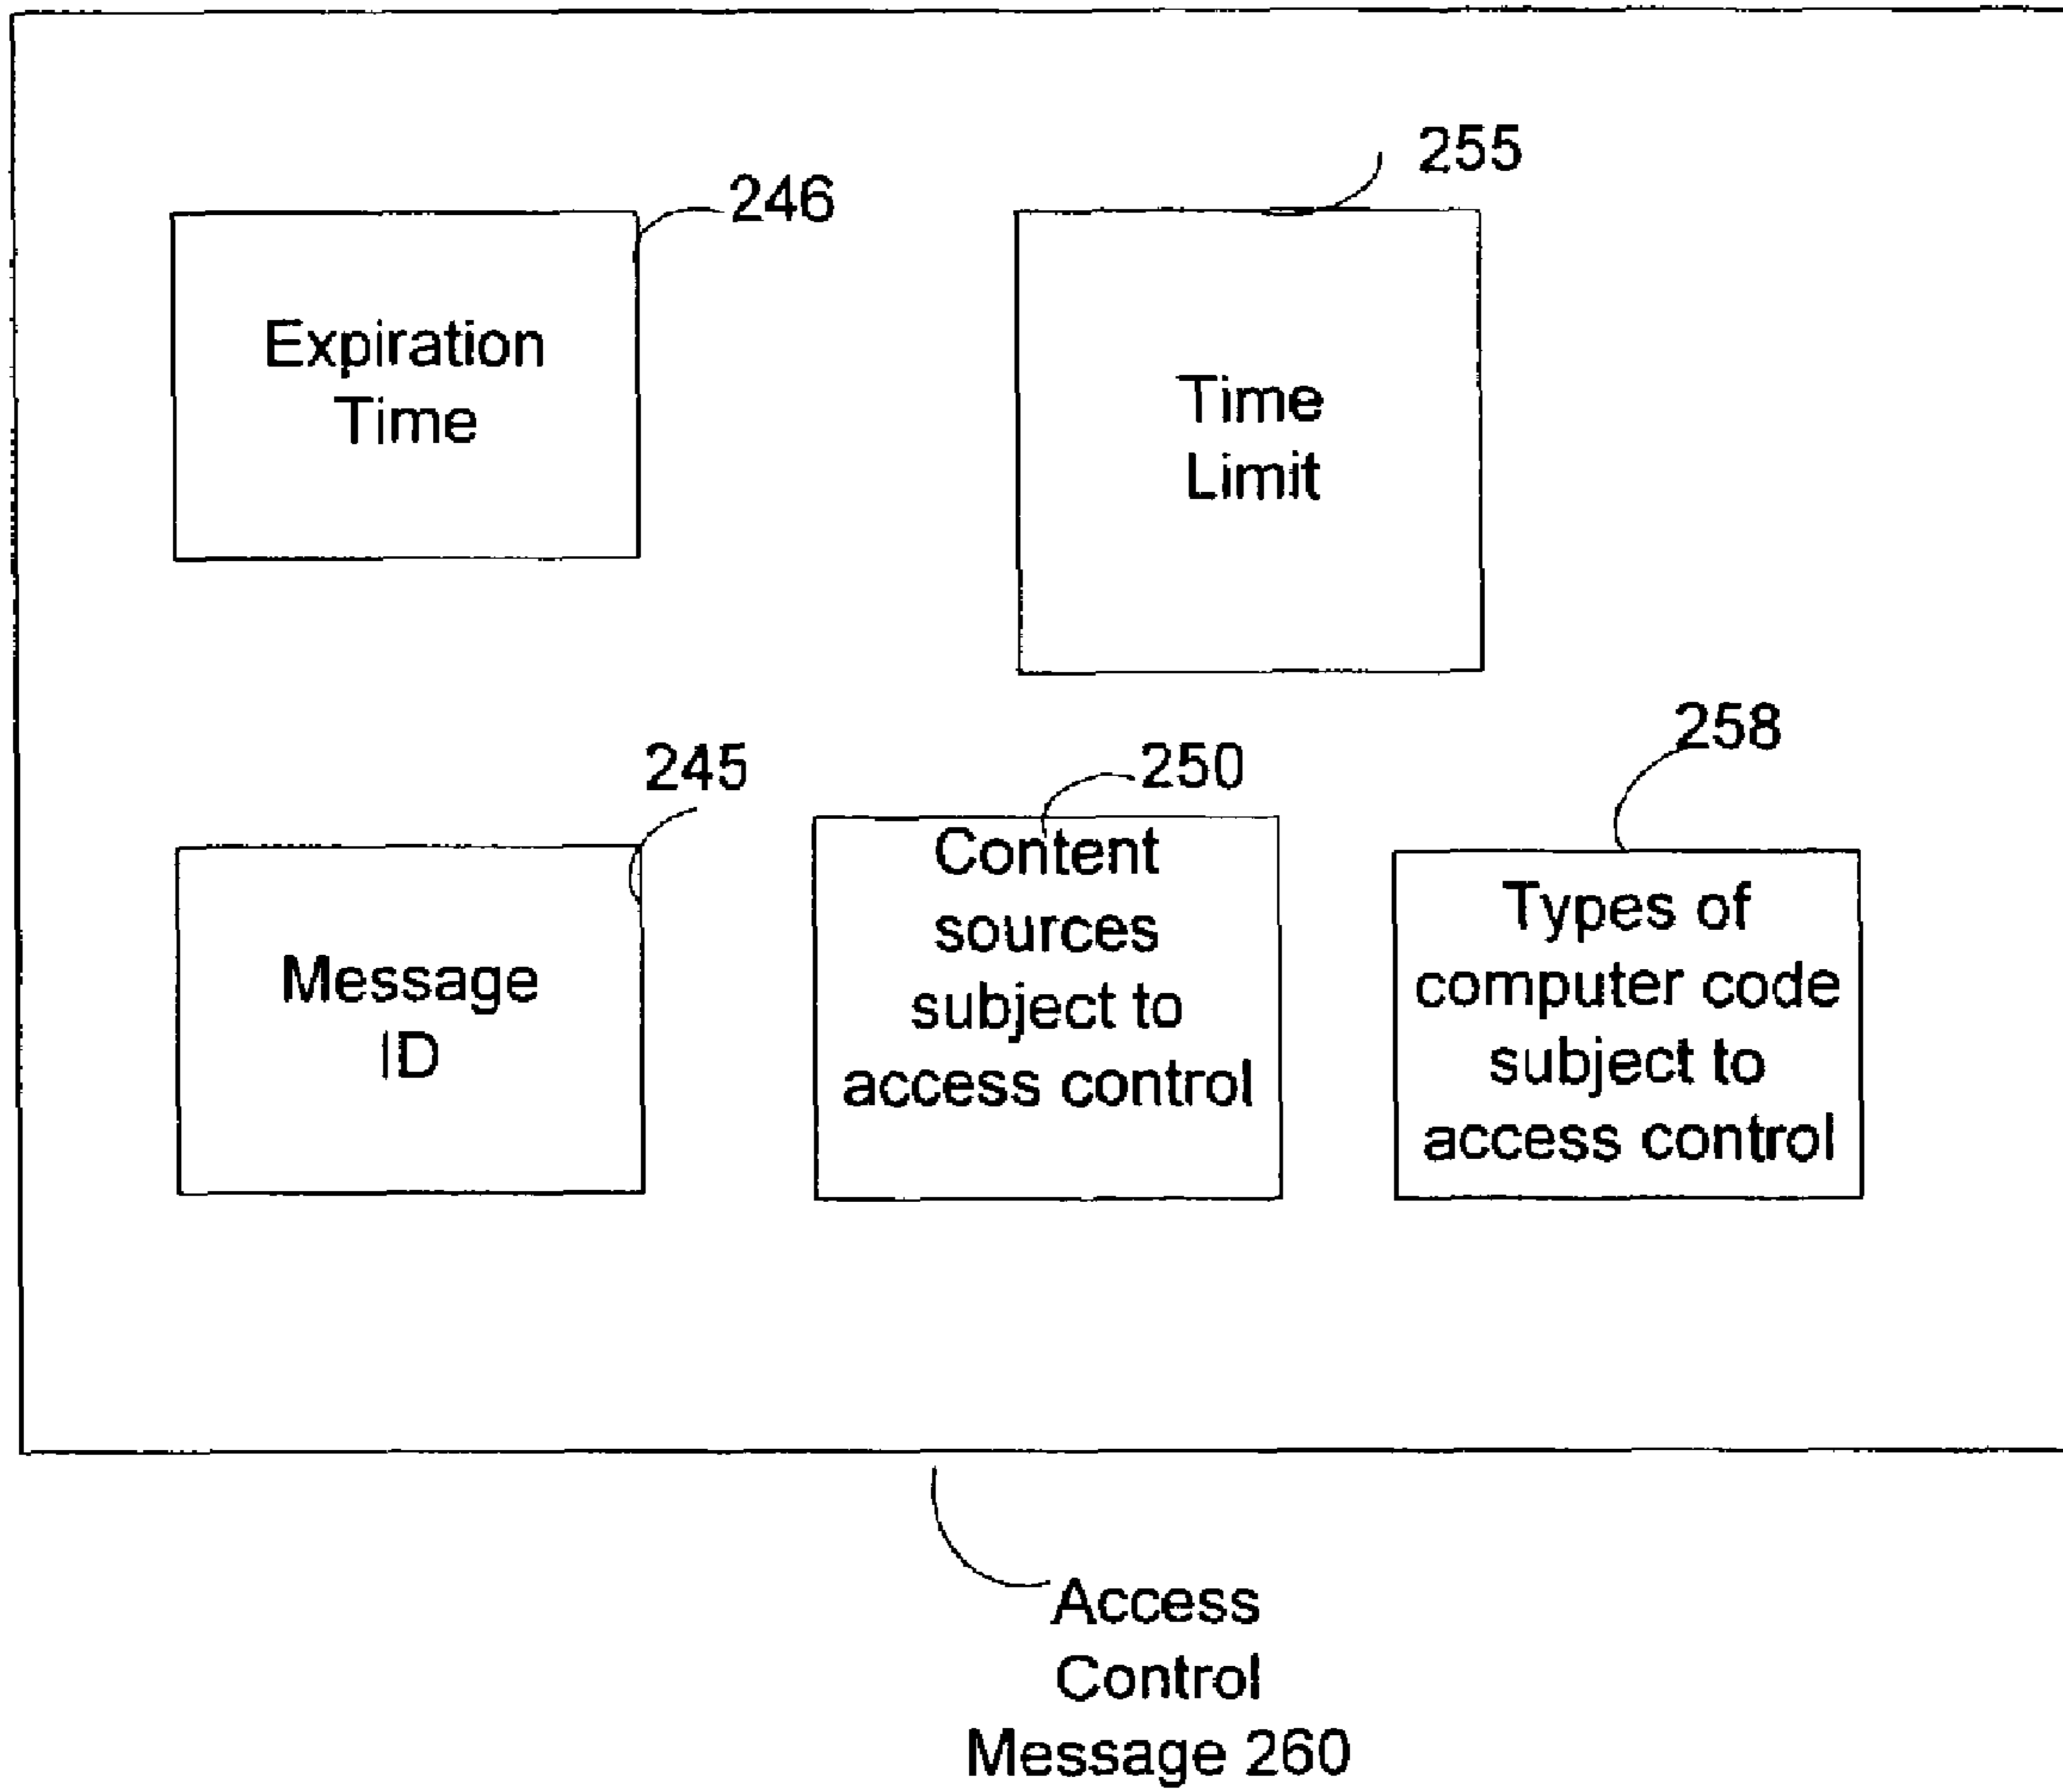 246
Expiration
Time
255
Time
Limit
245
Message
ID
250
Content
sources
subject to
access control
258
Types of
computer code
subject to
access control
Access
Control
Message 260